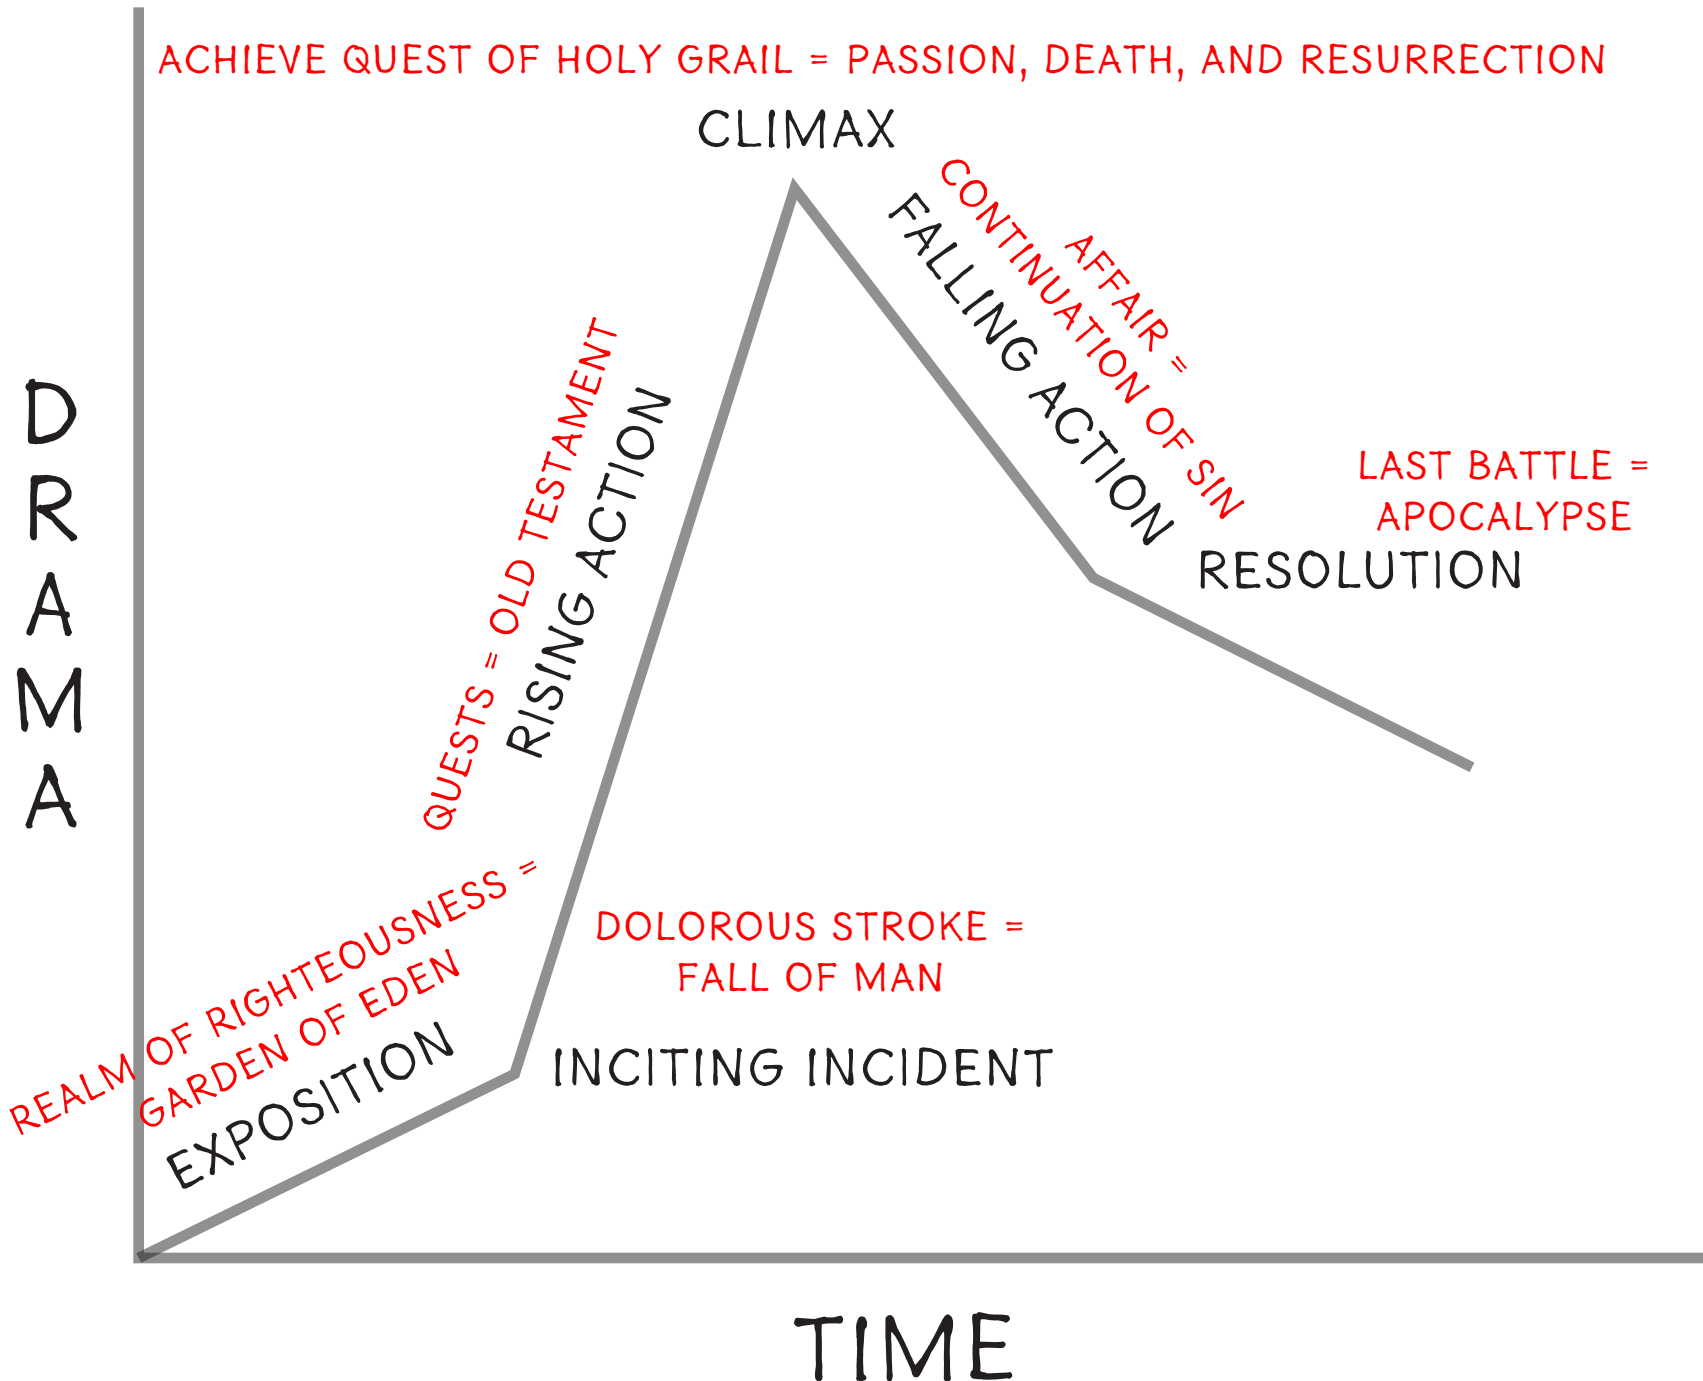 ACHIEVE QUEST OF HOLY GRAIL = PASSION, DEATH, AND RESURRECTION
CLIMAX
AFFAIR =
CONTINUATION OF SIN
FALLING ACTION
QUESTS = OLD TESTAMENT
RISING ACTION
LAST BATTLE =
APOCALYPSE
RESOLUTION
DRAMA
REALM OF RIGHTEOUSNESS =
GARDEN OF EDEN
EXPOSITION
DOLOROUS STROKE =
FALL OF MAN
INCITING INCIDENT
TIME